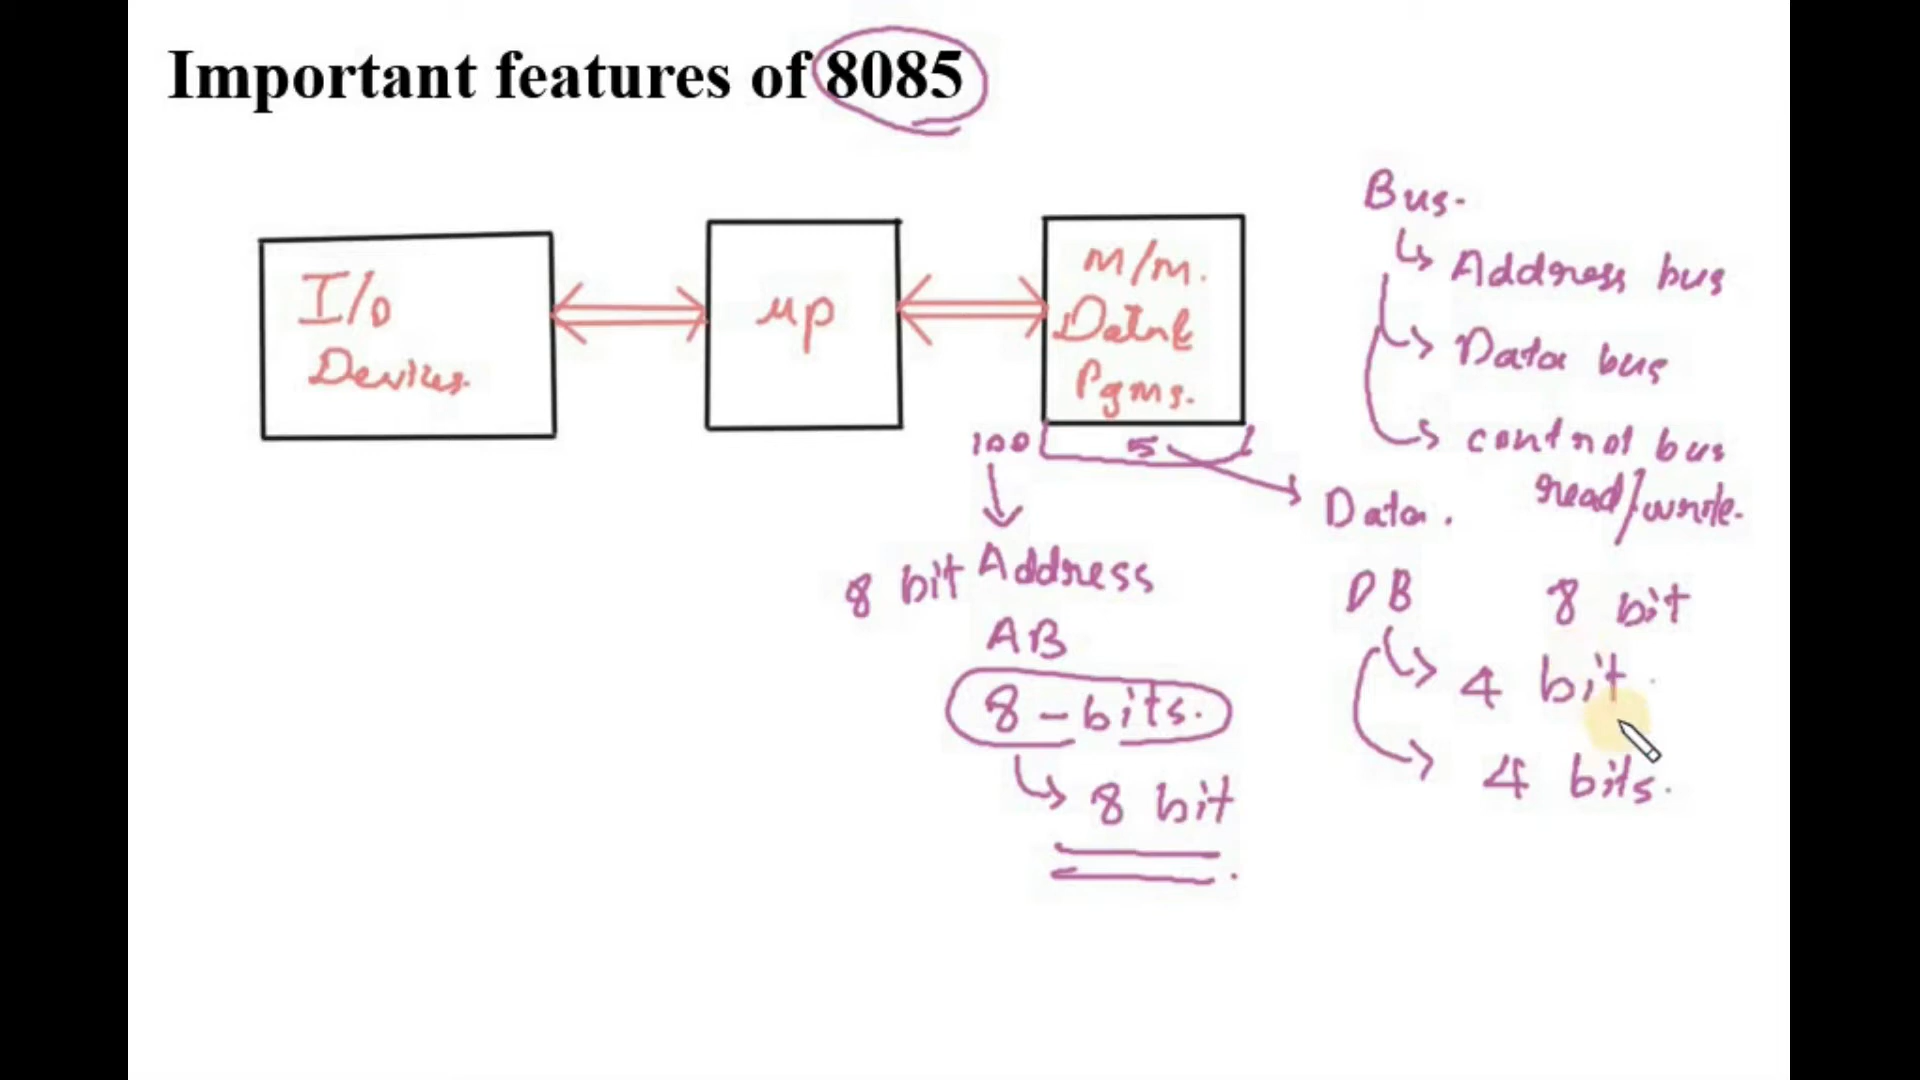 Important features of 8085
I/O
Devices.
μp
m/m.
Data &
Pgms.
100
5
Bus.
Address bus
Data bus
control bus
read/write.
Data.
8 bit Address
AB
8-bits.
8 bit
DB
8 bit
4 bit
4 bits.